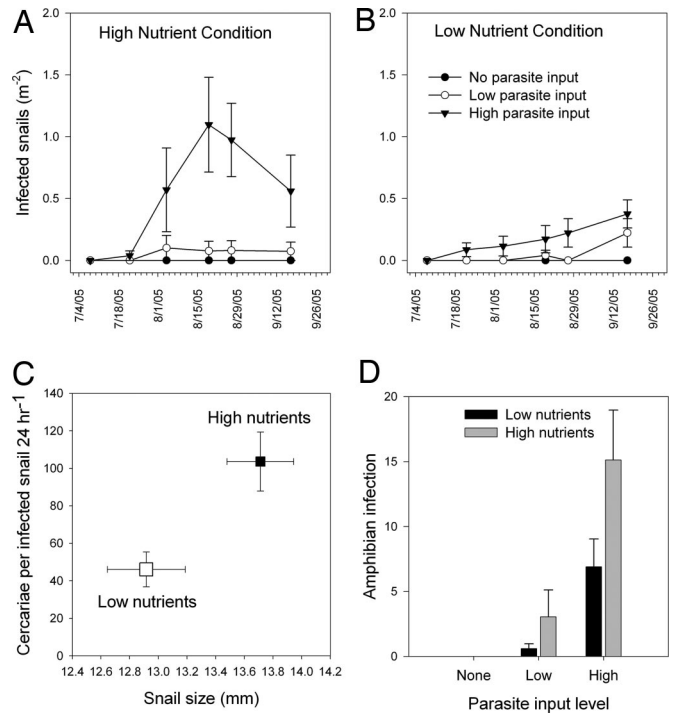 A
High Nutrient Condition
Infected snails (m-2)
2.0
1.5
1.0
0.5
0.0
7/4/05
7/18/05
8/1/05
8/15/05
8/29/05
9/12/05
9/26/05
B
Low Nutrient Condition
No parasite input
Low parasite input
High parasite input
2.0
1.5
1.0
0.5
0.0
7/4/05
7/18/05
8/1/05
8/15/05
8/29/05
9/12/05
9/26/05
C
Cercariae per infected snail 24 hr-1
140
120
100
80
60
40
20
0
High nutrients
Low nutrients
12.4 12.6 12.8 13.0 13.2 13.4 13.6 13.8 14.0 14.2
Snail size (mm)
D
Amphibian infection
20
15
10
5
0
Low nutrients
High nutrients
None Low High
Parasite input level